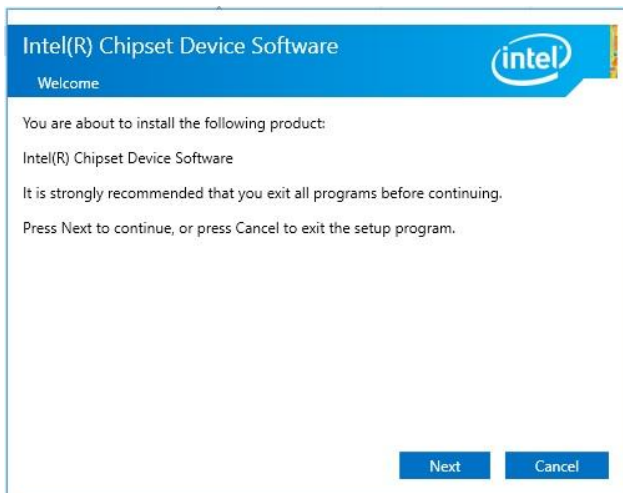 Intel(R) Chipset Device Software
intel
Welcome
You are about to install the following product:
Intel(R) Chipset Device Software
It is strongly recommended that you exit all programs before continuing.
Press Next to continue, or press Cancel to exit the setup program.
Next
Cancel